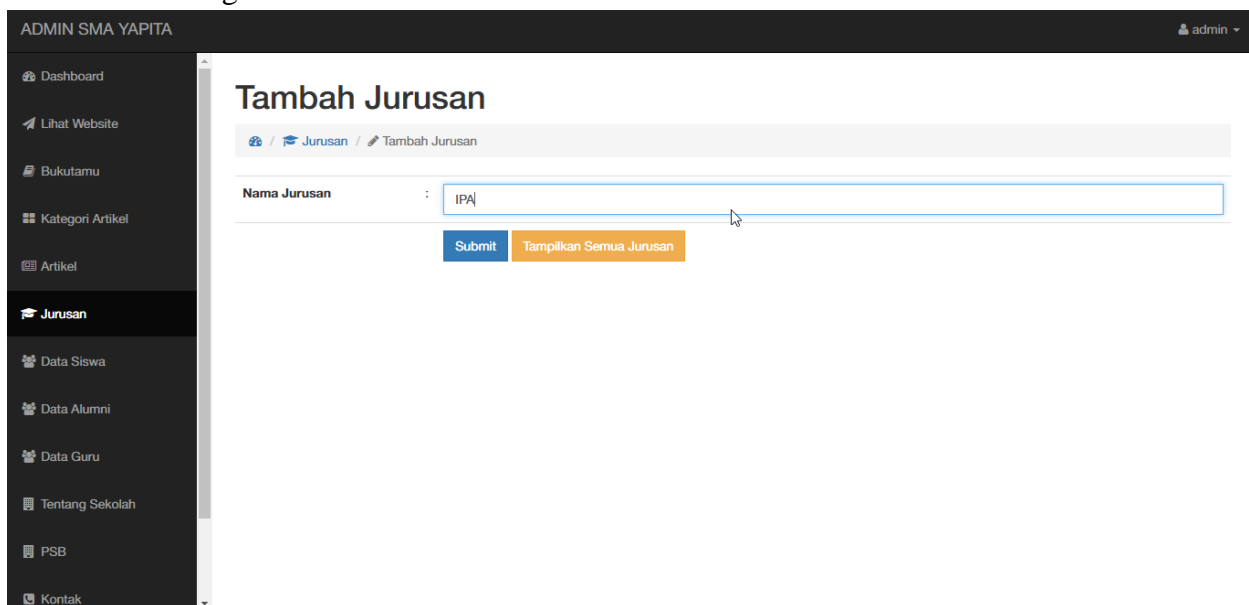 ADMIN SMA YAPITA
admin
Dashboard
Lihat Website
Bukutamu
Kategori Artikel
Artikel
Jurusan
Data Siswa
Data Alumni
Data Guru
Tentang Sekolah
PSB
Kontak
Tambah Jurusan
/ Jurusan / Tambah Jurusan
Nama Jurusan : IPA
Submit Tampilkan Semua Jurusan